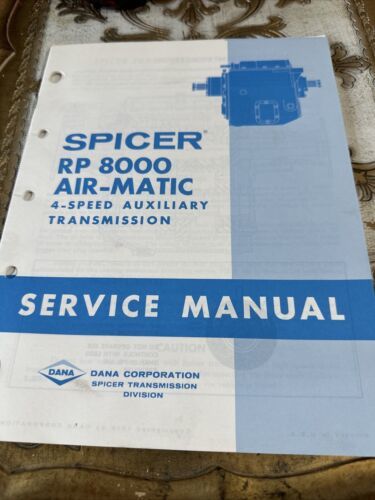 SPICER®
RP 8000
AIR-MATIC
4-SPEED AUXILIARY
TRANSMISSION
SERVICE MANUAL
DANA
DANA CORPORATION
SPICER TRANSMISSION
DIVISION